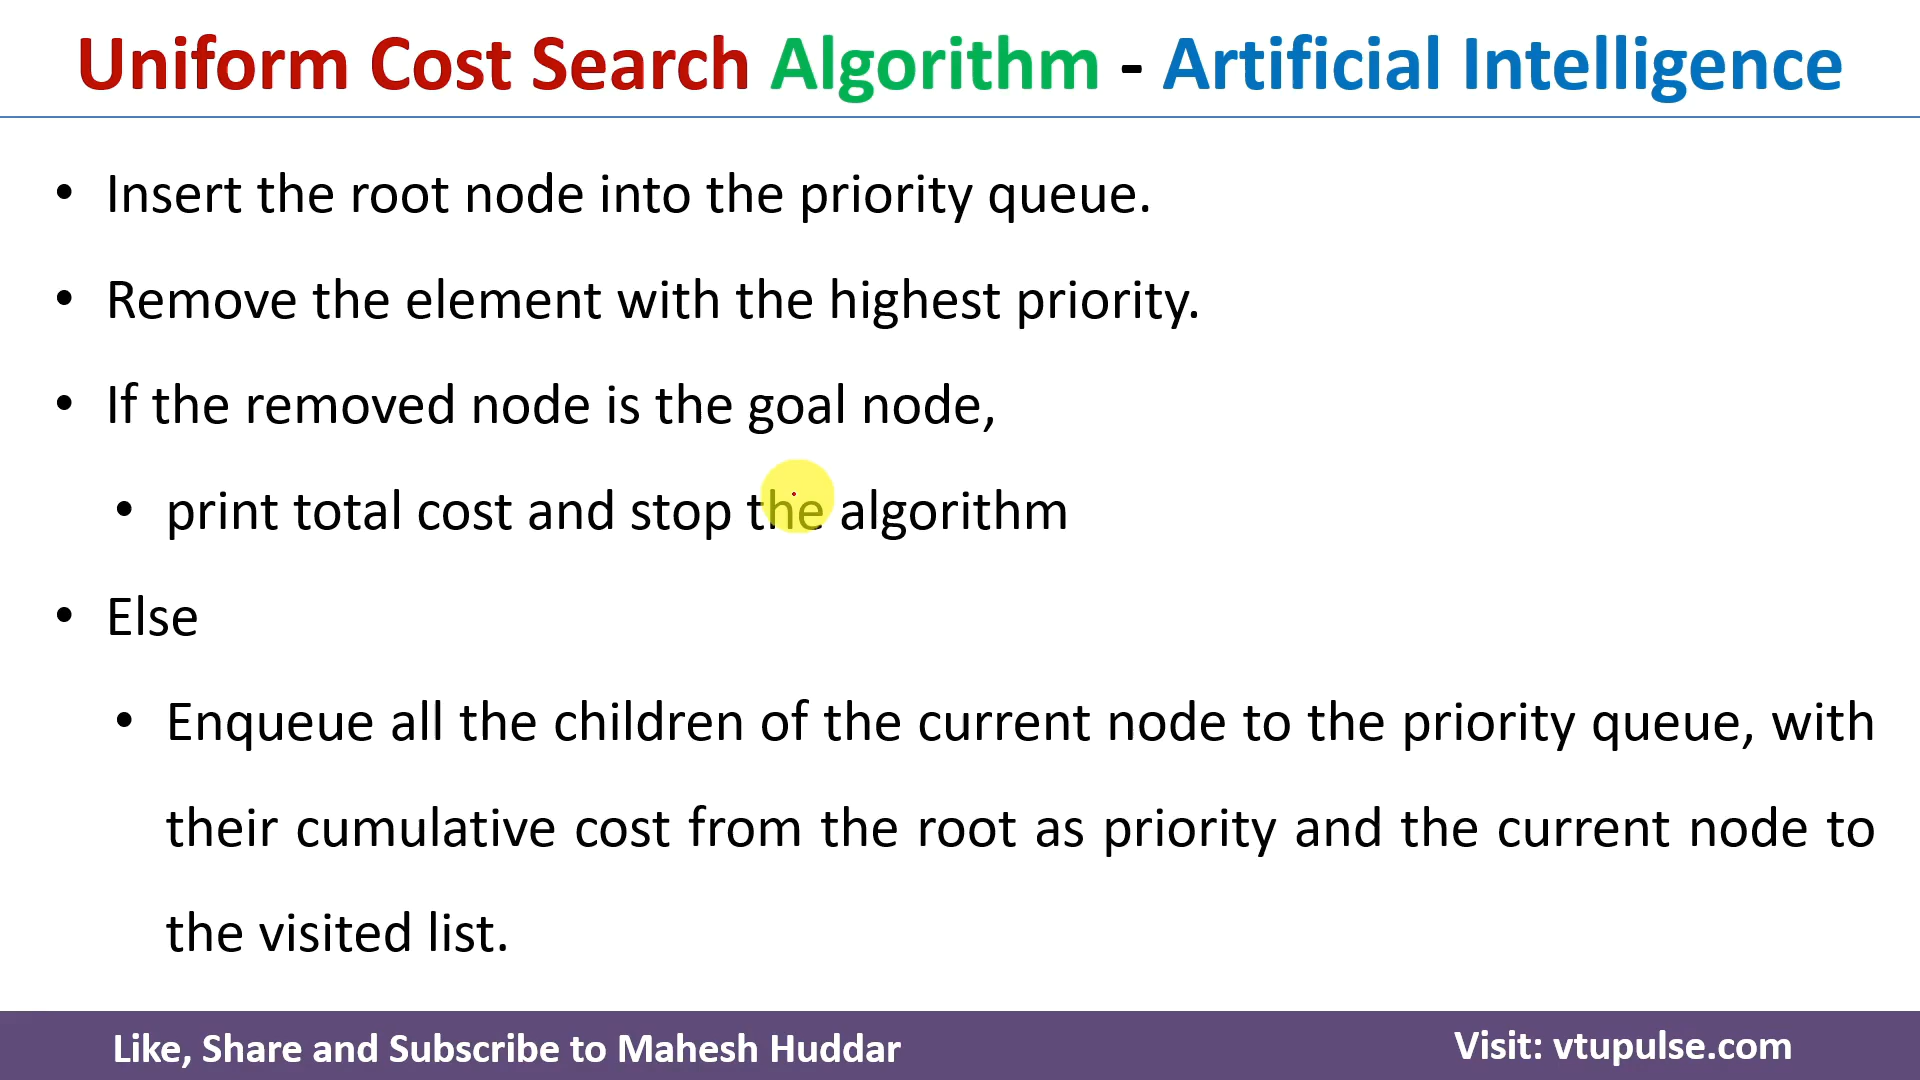 Uniform Cost Search Algorithm - Artificial Intelligence
• Insert the root node into the priority queue.
• Remove the element with the highest priority.
• If the removed node is the goal node,
• print total cost and stop the algorithm
• Else
• Enqueue all the children of the current node to the priority queue, with
their cumulative cost from the root as priority and the current node to
the visited list.
Like, Share and Subscribe to Mahesh Huddar
Visit: vtupulse.com